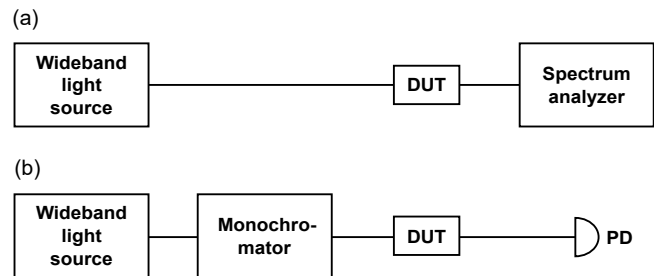 (a)
Wideband
light
source
DUT
Spectrum
analyzer
(b)
Wideband
light
source
Monochro-
mator
DUT
PD